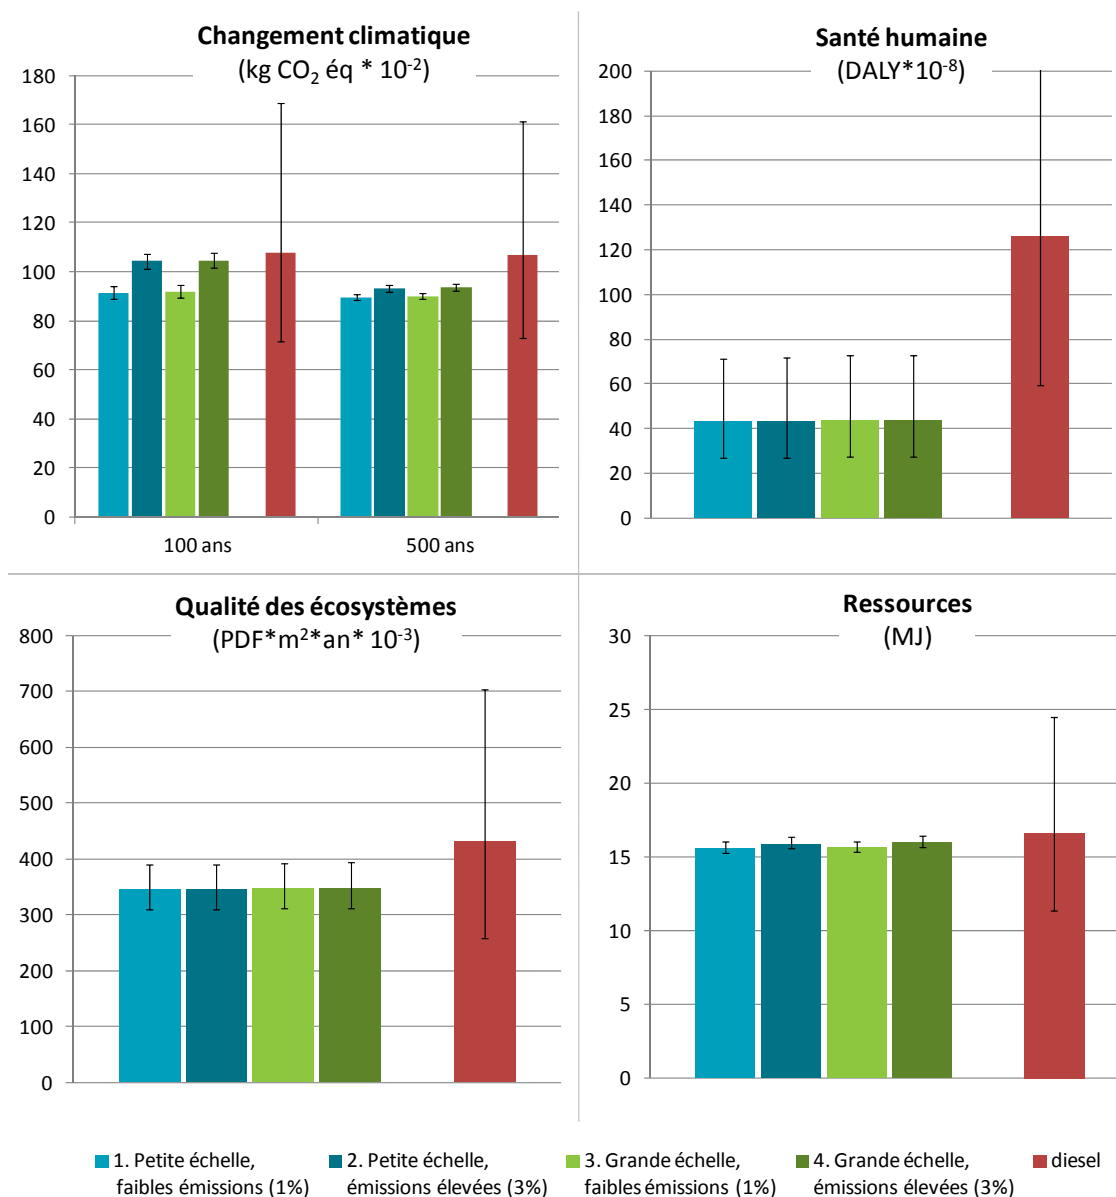 Changement climatique
(kg CO₂ éq * 10⁻²)
180
160
140
120
100
80
60
40
20
0
100 ans
500 ans
Santé humaine
(DALY*10⁻⁸)
200
180
160
140
120
100
80
60
40
20
0
Qualité des écosystèmes
(PDF*m²*an* 10⁻³)
800
700
600
500
400
300
200
100
0
Ressources
(MJ)
30
25
20
15
10
5
0
1. Petite échelle,
faibles émissions (1%)
2. Petite échelle,
émissions élevées (3%)
3. Grande échelle,
faibles émissions (1%)
4. Grande échelle,
émissions élevées (3%)
diesel